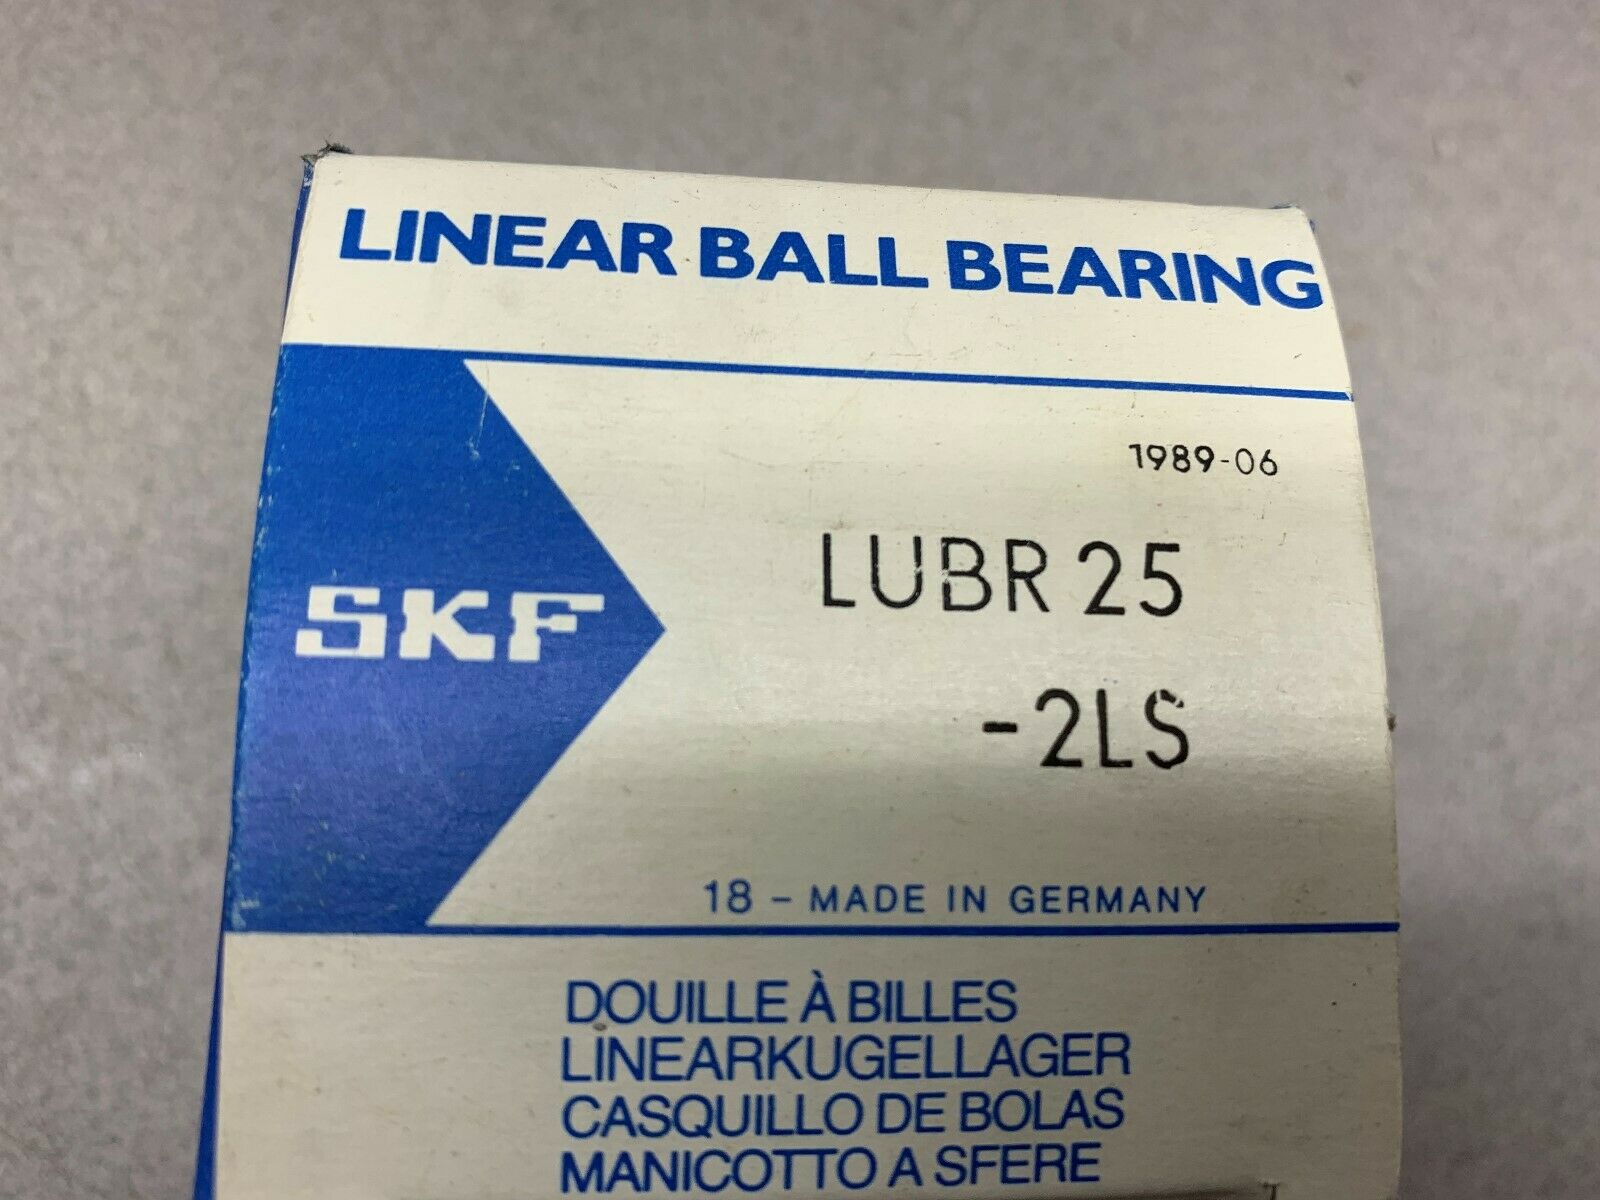 LINEAR BALL BEARING
1989-06
LUBR 25
-2LS
SKF
18 - MADE IN GERMANY
DOUILLE À BILLES
LINEARKUGELLAGER
CASQUILLO DE BOLAS
MANICOTTO A SFERE